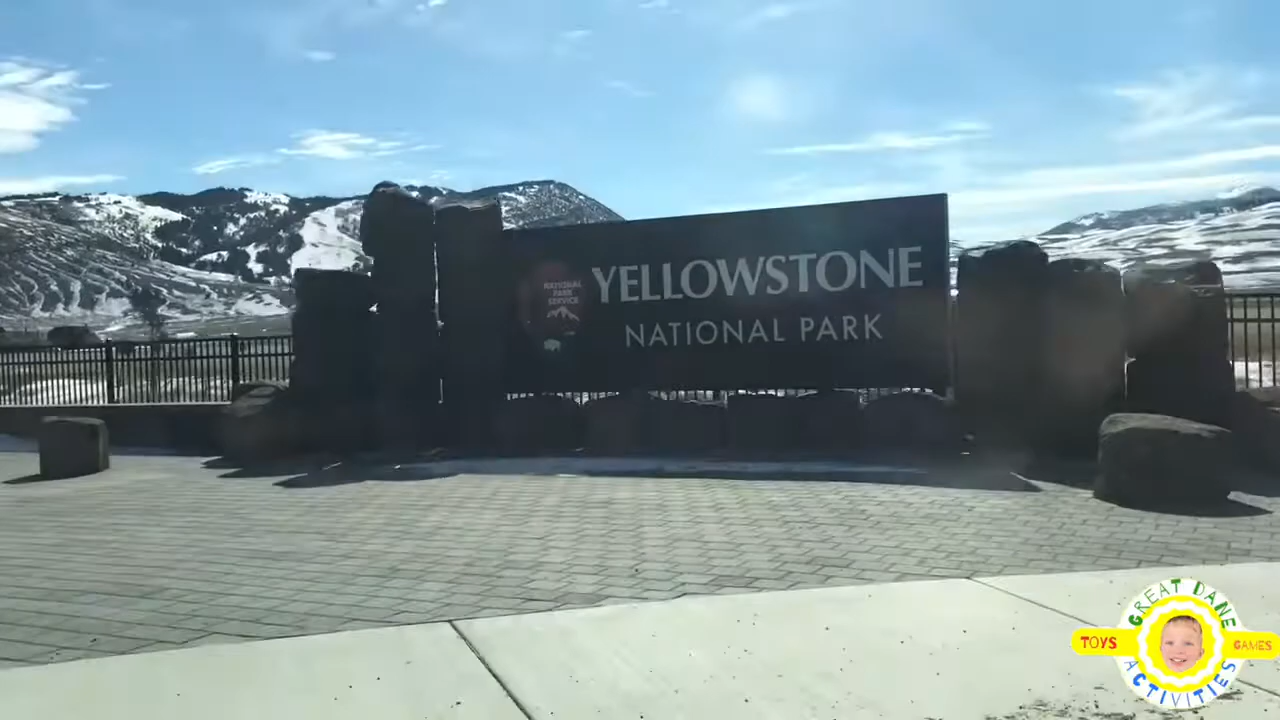 NATIONAL
PARK
SERVICE
YELLOWSTONE
NATIONAL PARK
GREAT DANE
TOYS
GAMES
ACTIVITIES